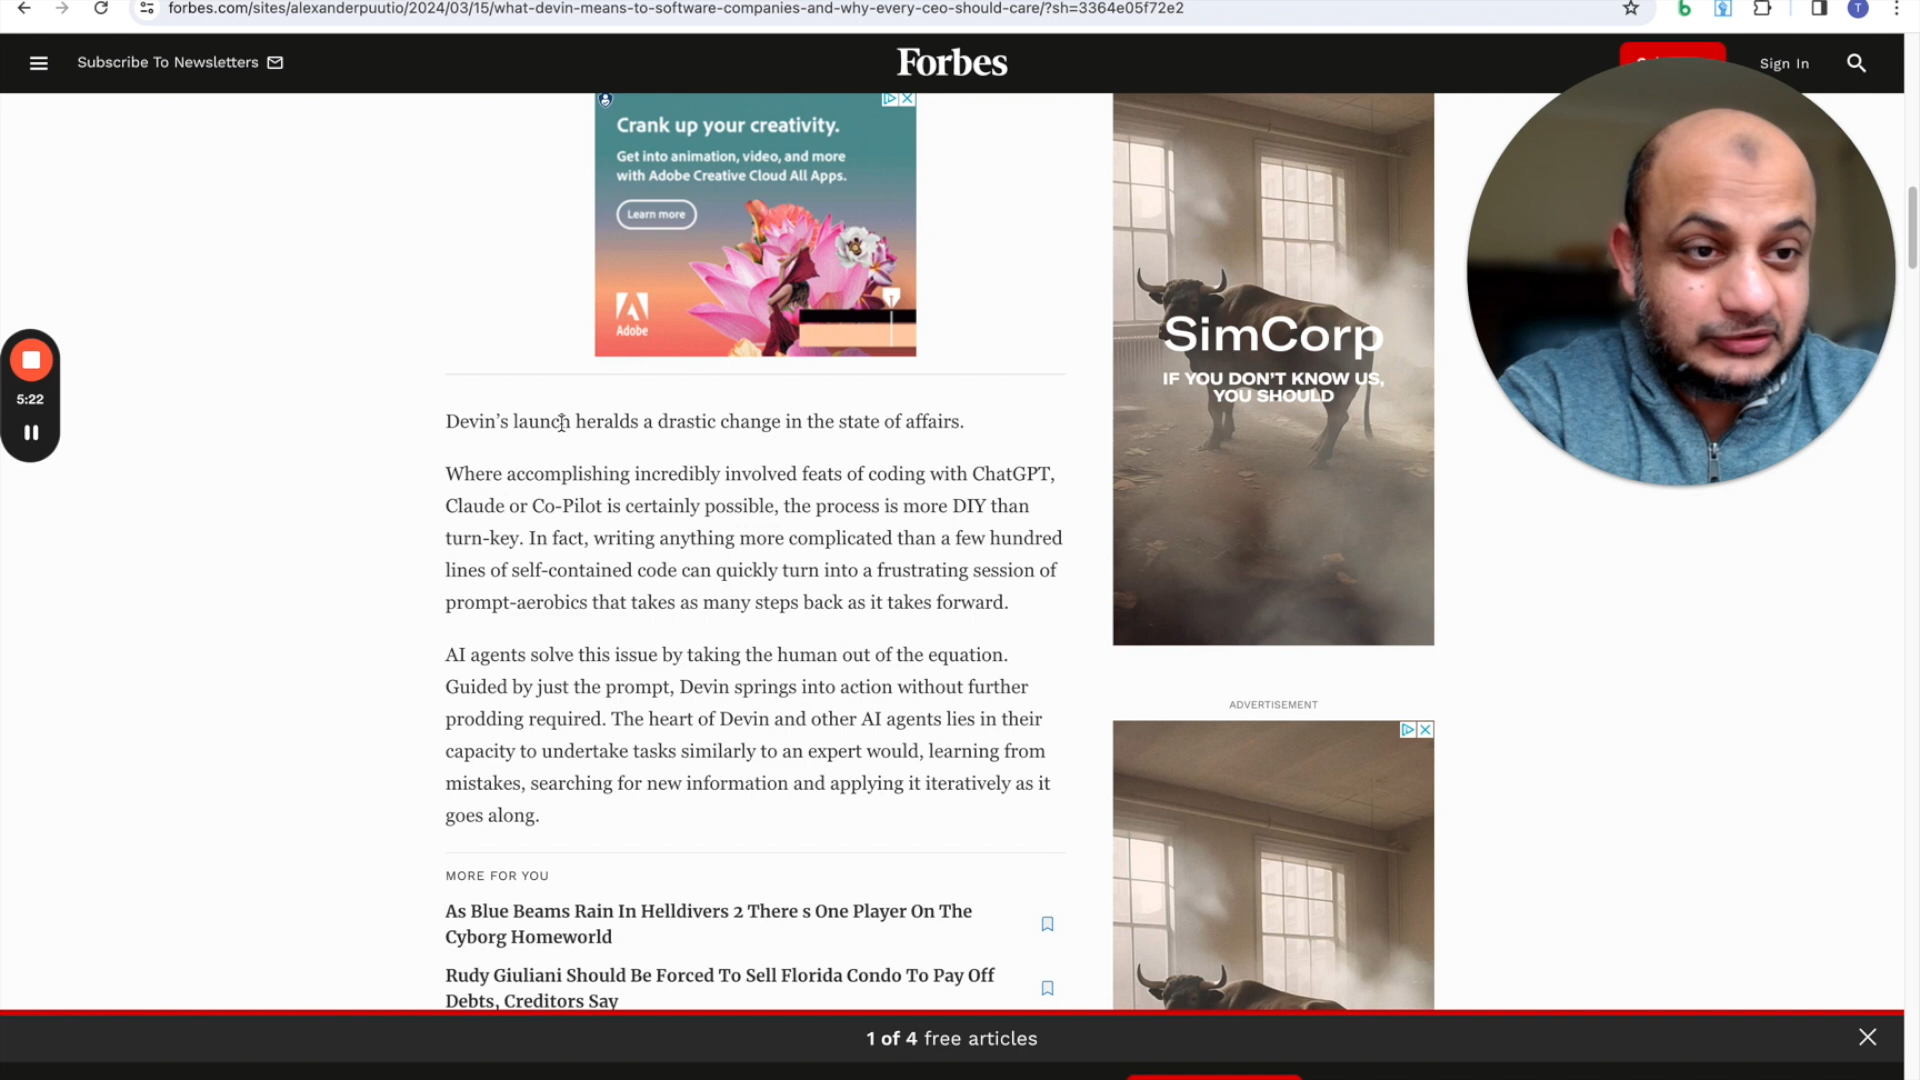 forbes.com/sites/alexanderpuutio/2024/03/15/what-devin-means-to-software-companies-and-why-every-ceo-should-care/?sh=3364e05f72e2
T
Subscribe To Newsletters
Forbes
Sign In
Crank up your creativity.
Get into animation, video, and more
with Adobe Creative Cloud All Apps.
Learn more
Adobe
SimCorp
IF YOU DON'T KNOW US,
YOU SHOULD
5:22
Devin’s launch heralds a drastic change in the state of affairs.
Where accomplishing incredibly involved feats of coding with ChatGPT,
Claude or Co-Pilot is certainly possible, the process is more DIY than
turn-key. In fact, writing anything more complicated than a few hundred
lines of self-contained code can quickly turn into a frustrating session of
prompt-aerobics that takes as many steps back as it takes forward.
AI agents solve this issue by taking the human out of the equation.
Guided by just the prompt, Devin springs into action without further
prodding required. The heart of Devin and other AI agents lies in their
capacity to undertake tasks similarly to an expert would, learning from
mistakes, searching for new information and applying it iteratively as it
goes along.
ADVERTISEMENT
MORE FOR YOU
As Blue Beams Rain In Helldivers 2 There s One Player On The
Cyborg Homeworld
Rudy Giuliani Should Be Forced To Sell Florida Condo To Pay Off
Debts, Creditors Say
1 of 4 free articles